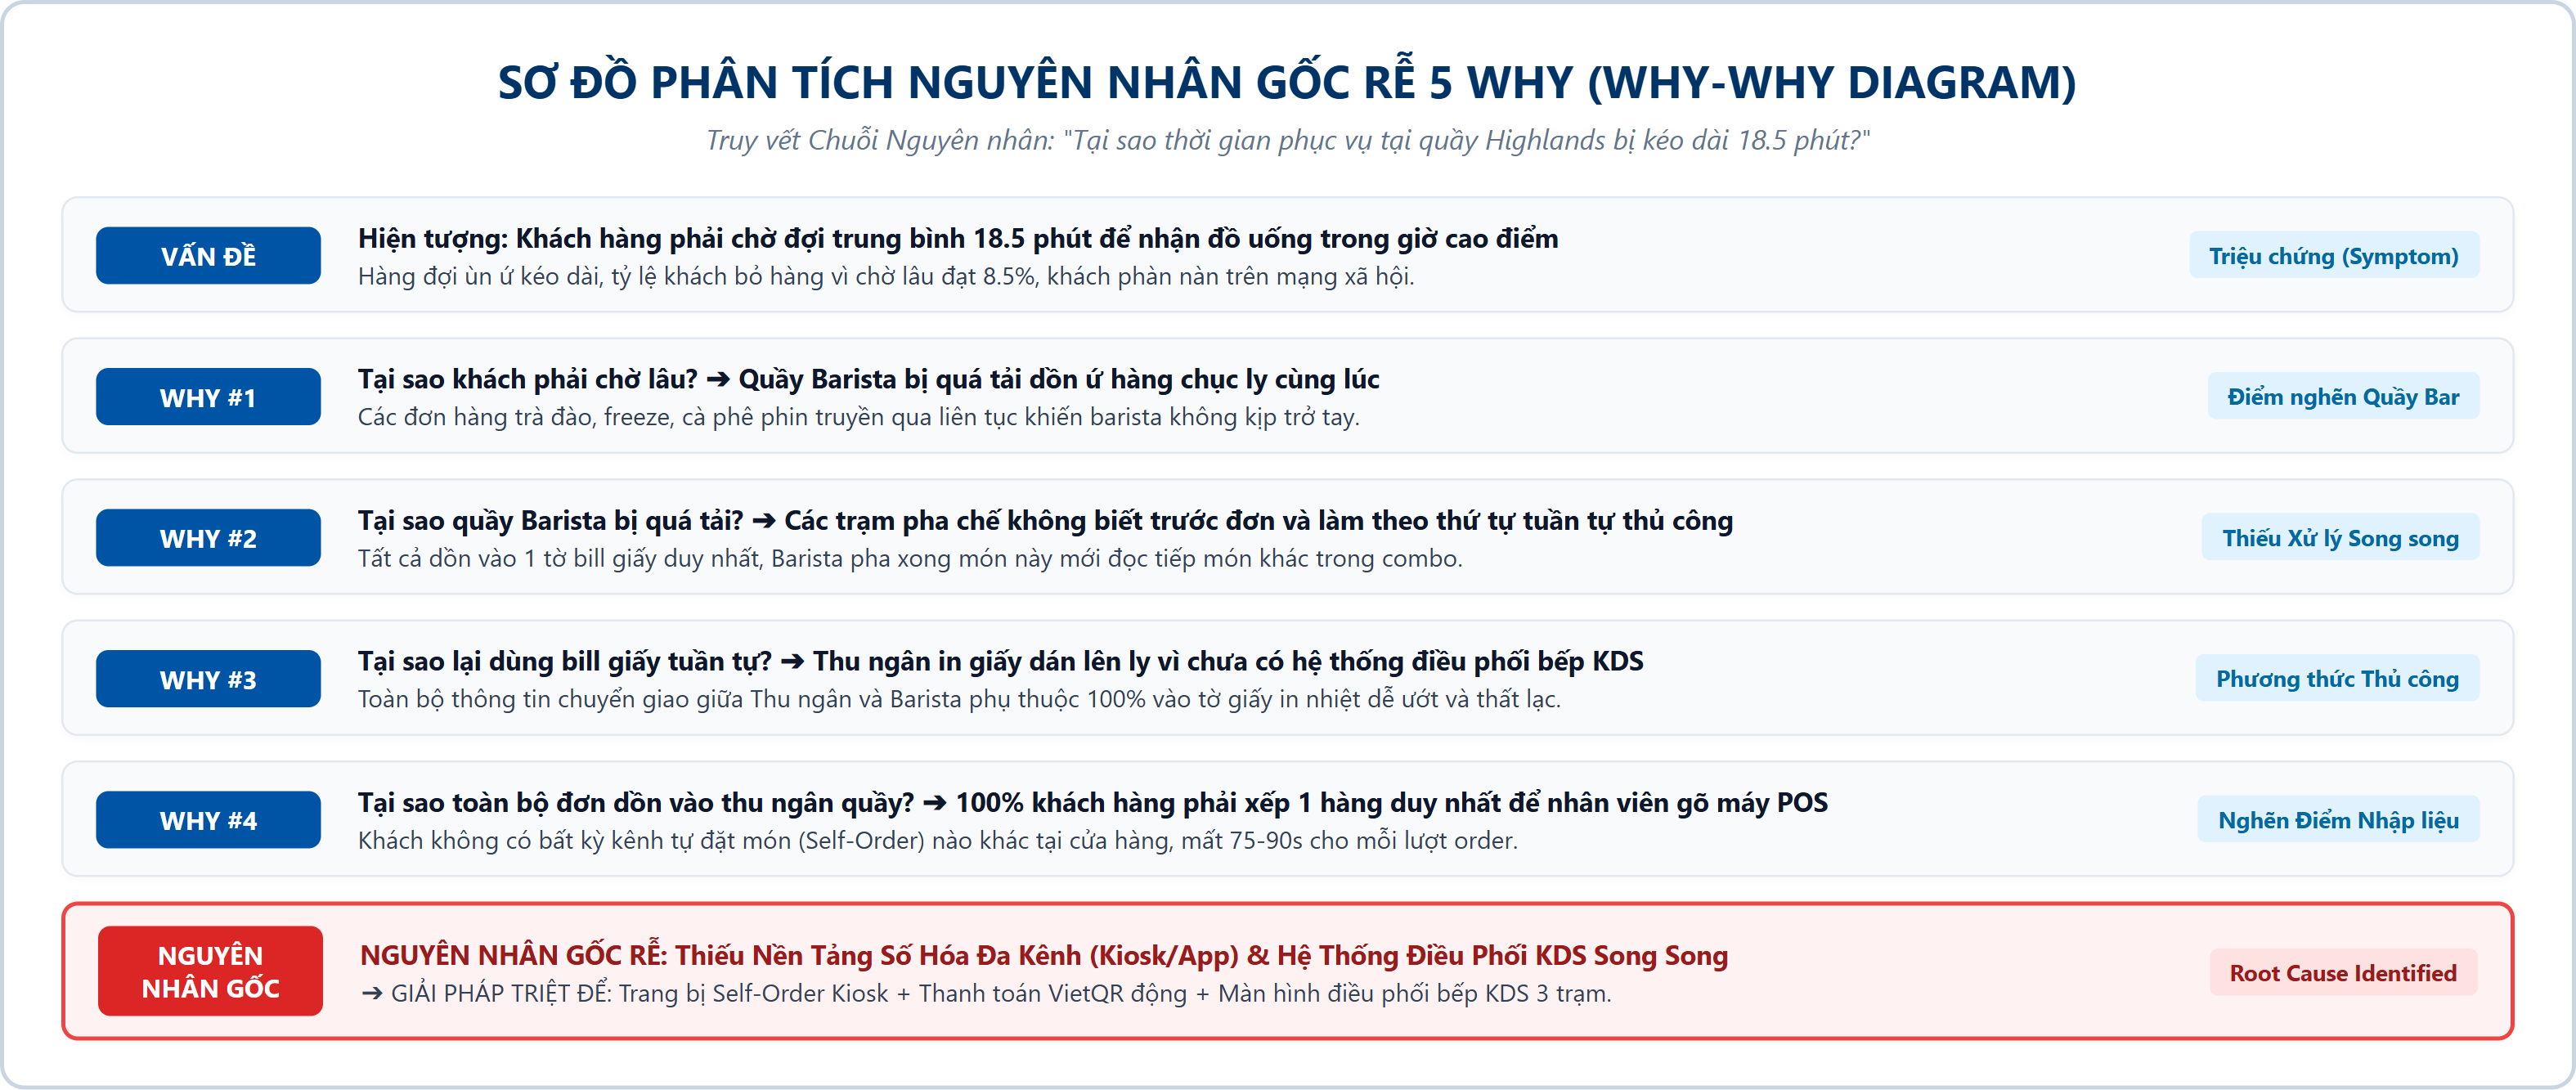 SƠ ĐỒ PHÂN TÍCH NGUYÊN NHÂN GỐC RỄ 5 WHY (WHY-WHY DIAGRAM)
Truy vết Chuỗi Nguyên nhân: "Tại sao thời gian phục vụ tại quầy Highlands bị kéo dài 18.5 phút?"
VẤN ĐỀ
Hiện tượng: Khách hàng phải chờ đợi trung bình 18.5 phút để nhận đồ uống trong giờ cao điểm
Hàng đợi ùn ứ kéo dài, tỷ lệ khách bỏ hàng vì chờ lâu đạt 8.5%, khách phàn nàn trên mạng xã hội.
Triệu chứng (Symptom)
WHY #1
Tại sao khách phải chờ lâu? ➔ Quầy Barista bị quá tải dồn ứ hàng chục ly cùng lúc
Các đơn hàng trà đào, freeze, cà phê phin truyền qua liên tục khiến barista không kịp trở tay.
Điểm nghẽn Quầy Bar
WHY #2
Tại sao quầy Barista bị quá tải? ➔ Các trạm pha chế không biết trước đơn và làm theo thứ tự tuần tự thủ công
Tất cả dồn vào 1 tờ bill giấy duy nhất, Barista pha xong món này mới đọc tiếp món khác trong combo.
Thiếu Xử lý Song song
WHY #3
Tại sao lại dùng bill giấy tuần tự? ➔ Thu ngân in giấy dán lên ly vì chưa có hệ thống điều phối bếp KDS
Toàn bộ thông tin chuyển giao giữa Thu ngân và Barista phụ thuộc 100% vào tờ giấy in nhiệt dễ ướt và thất lạc.
Phương thức Thủ công
WHY #4
Tại sao toàn bộ đơn dồn vào thu ngân quầy? ➔ 100% khách hàng phải xếp 1 hàng duy nhất để nhân viên gõ máy POS
Khách không có bất kỳ kênh tự đặt món (Self-Order) nào khác tại cửa hàng, mất 75-90s cho mỗi lượt order.
Nghẽn Điểm Nhập liệu
NGUYÊN
NHÂN GỐC
NGUYÊN NHÂN GỐC RỄ: Thiếu Nền Tảng Số Hóa Đa Kênh (Kiosk/App) & Hệ Thống Điều Phối KDS Song Song
➔ GIẢI PHÁP TRIỆT ĐỂ: Trang bị Self-Order Kiosk + Thanh toán VietQR động + Màn hình điều phối bếp KDS 3 trạm.
Root Cause Identified